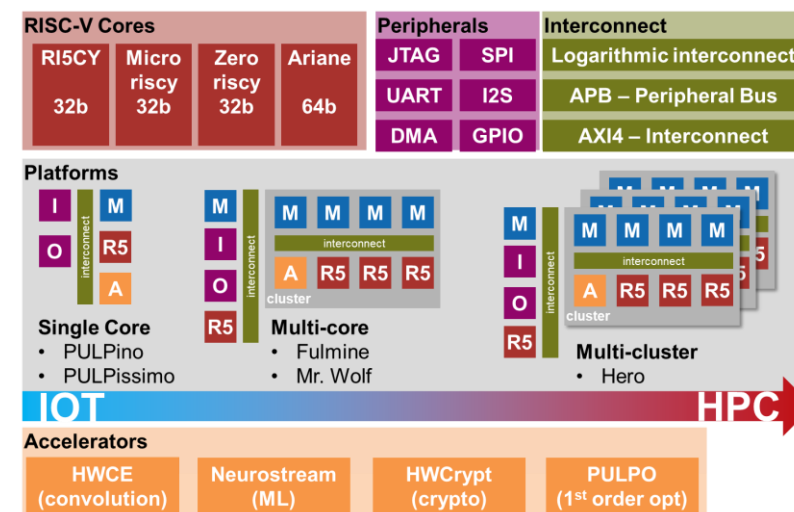 RISC-V Cores
RI5CY
32b
Micro
riscy
32b
Zero
riscy
32b
Ariane
64b
Peripherals
JTAG
SPI
UART
I2S
DMA
GPIO
Interconnect
Logarithmic interconnect
APB – Peripheral Bus
AXI4 – Interconnect
Platforms
I
O
interconnect
M
R5
A
Single Core
• PULPino
• PULPissimo
M
I
O
R5
interconnect
M M M M
interconnect
A R5 R5 R5
cluster
Multi-core
• Fulmine
• Mr. Wolf
M
I
O
R5
interconnect
M M M M
M M M M
M M M M
interconnect
A R5 R5 R5
cluster
Multi-cluster
• Hero
IOT
HPC
Accelerators
HWCE
(convolution)
Neurostream
(ML)
HWCrypt
(crypto)
PULPO
(1st order opt)